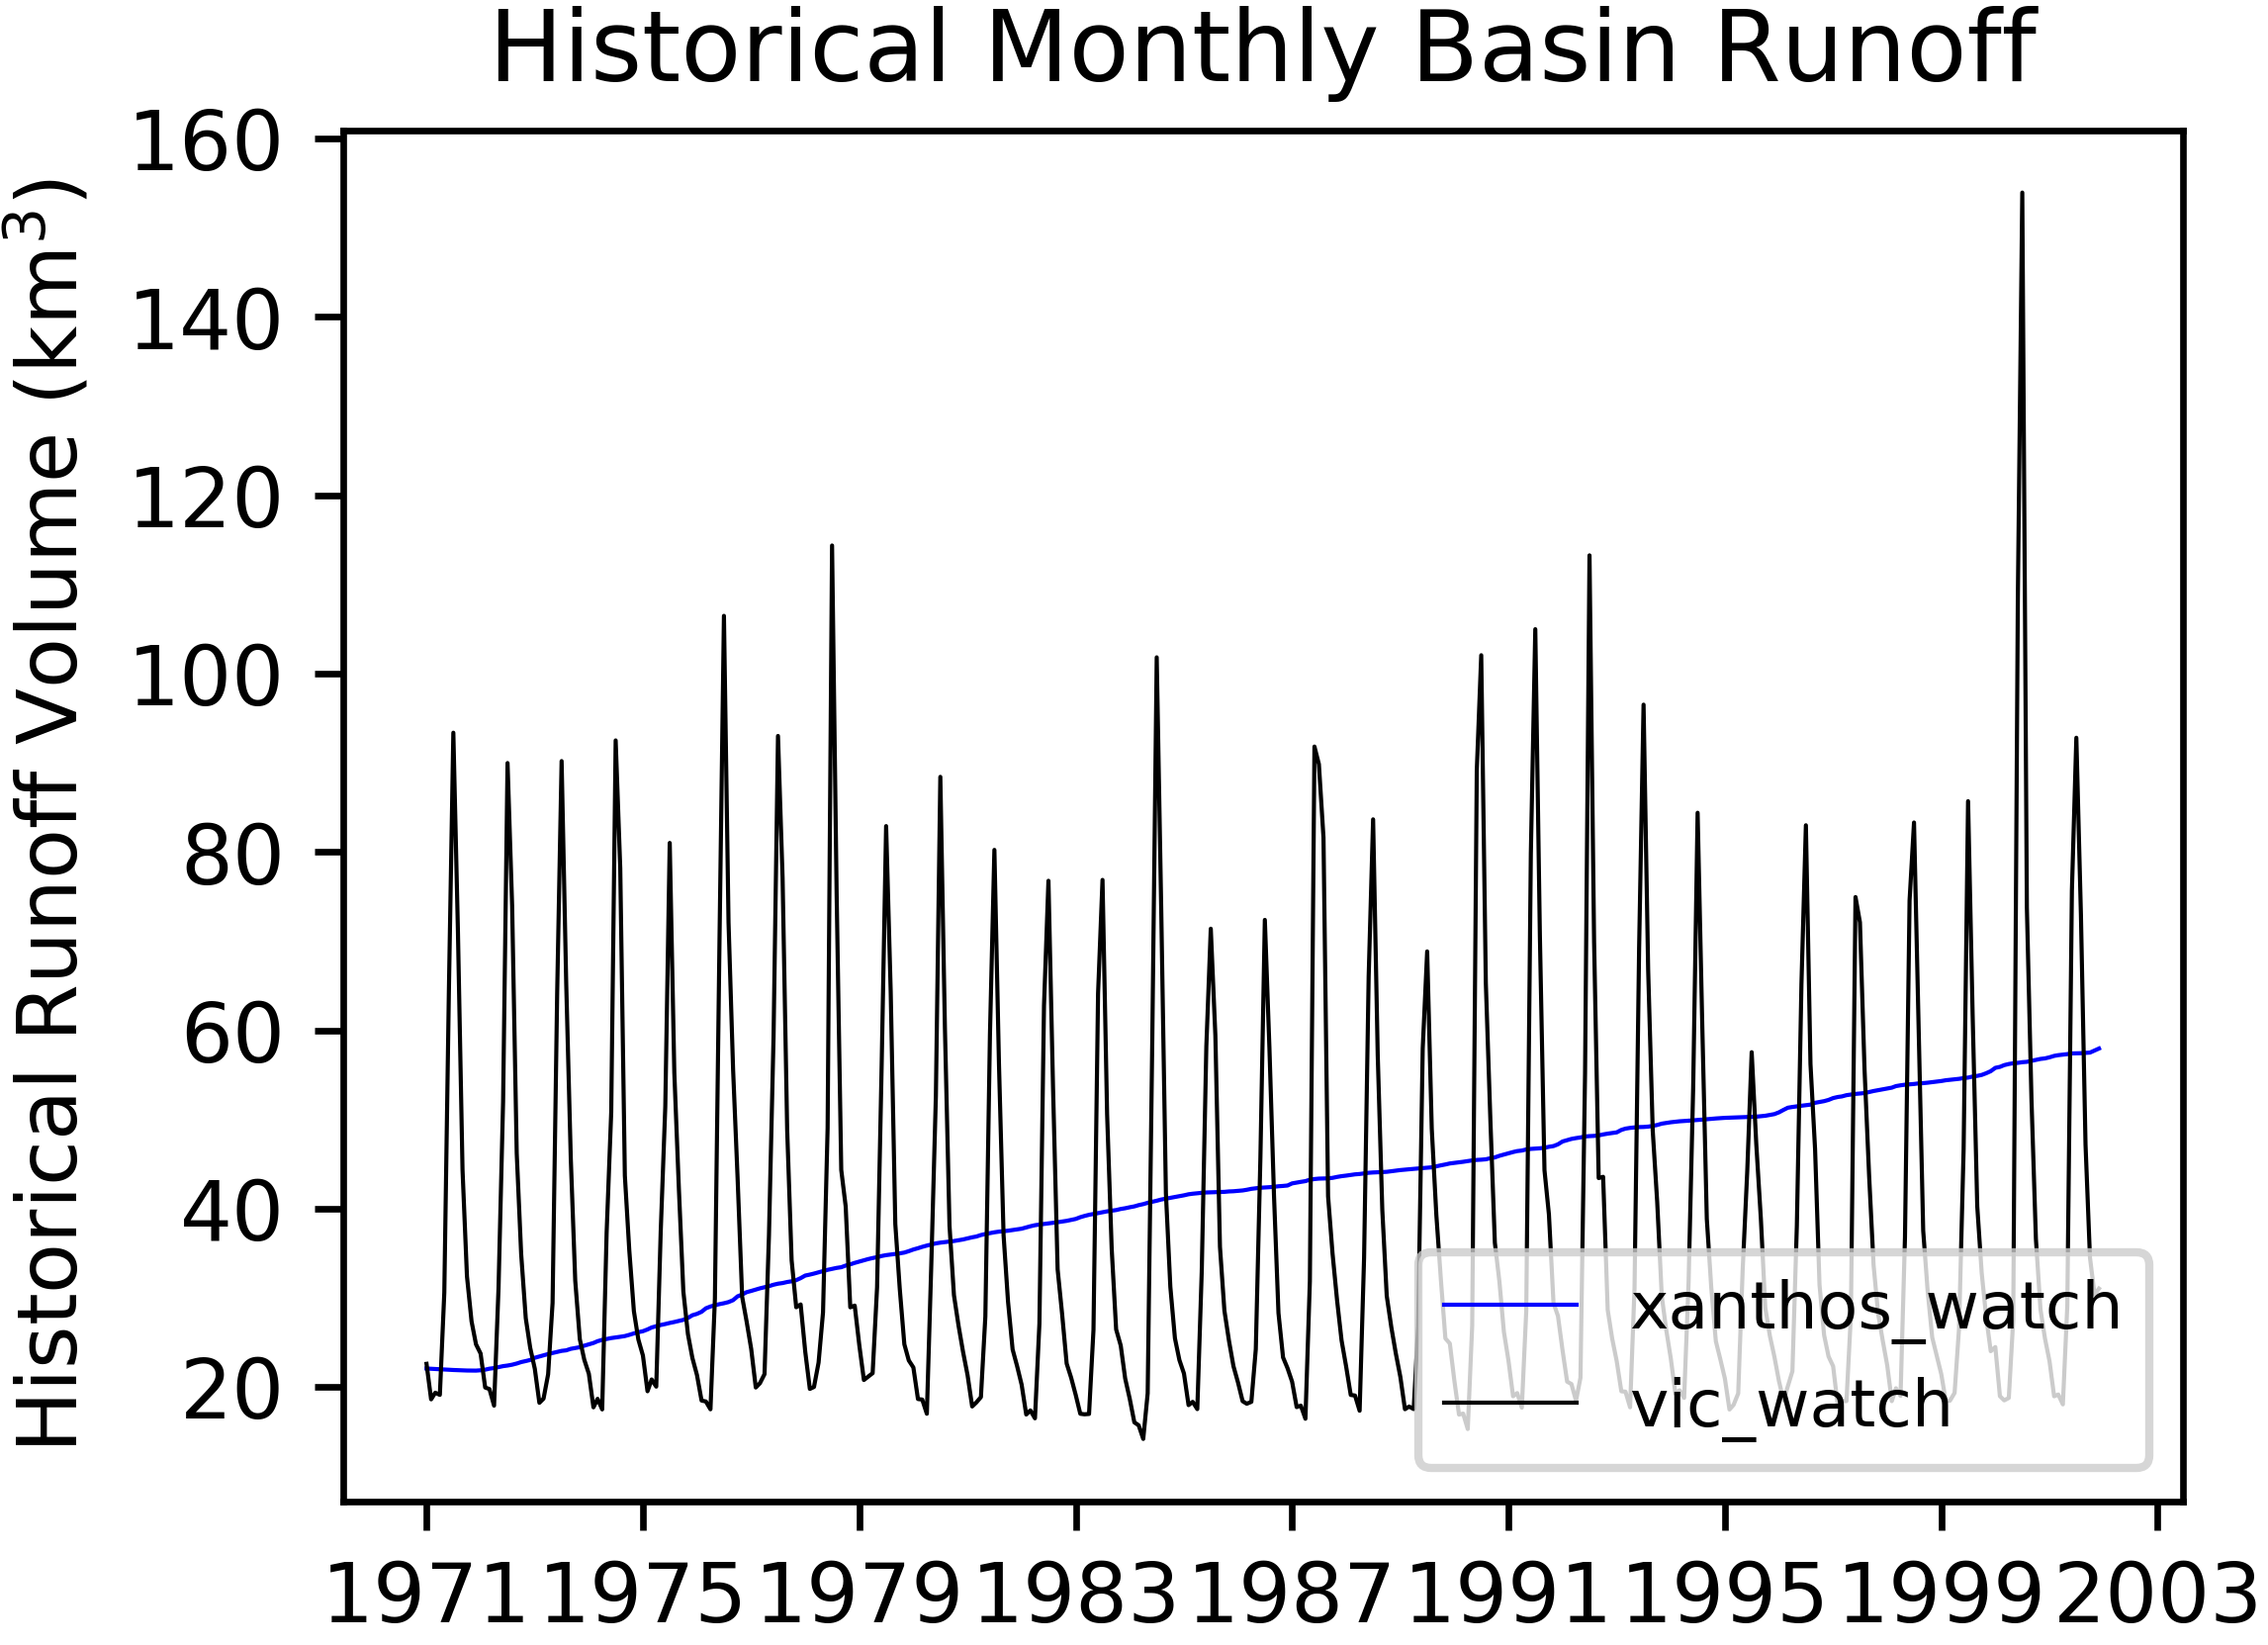 Historical Monthly Basin Runoff
Historical Runoff Volume (km³)
160
140
120
100
80
60
40
20
xanthos_watch
vic_watch
1971 1975 1979 1983 1987 1991 1995 1999 2003